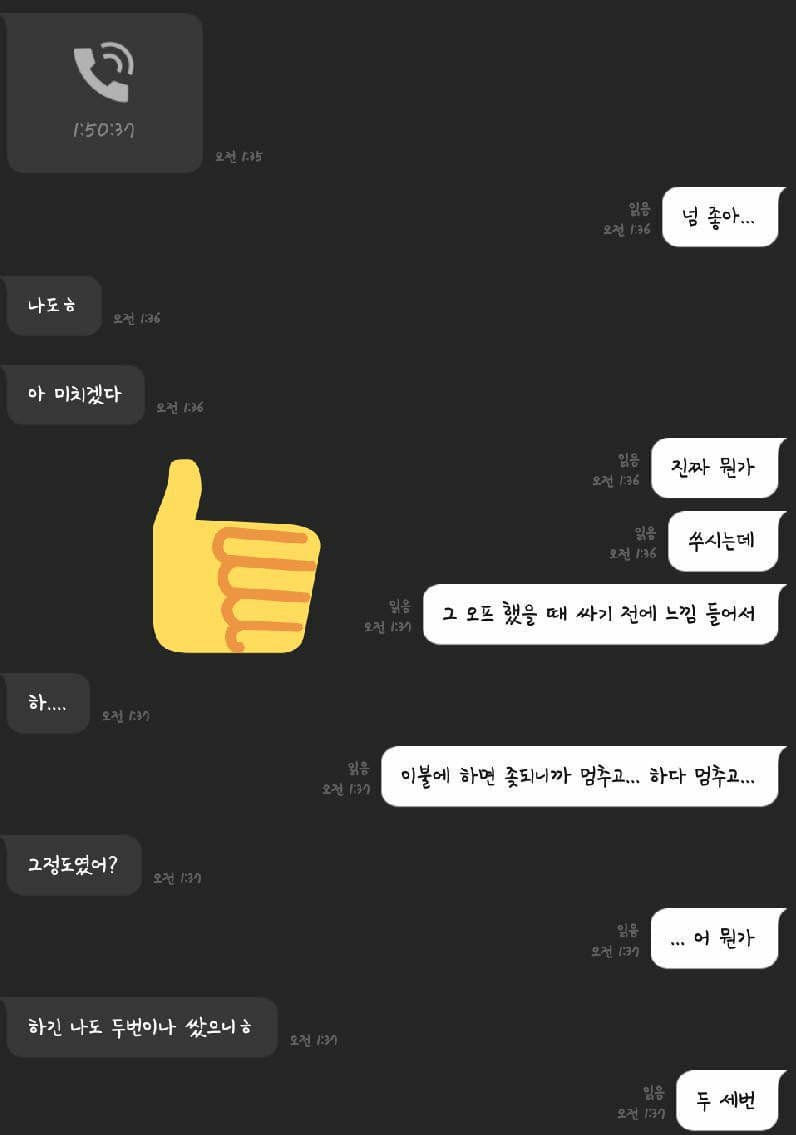 1:50:37
오전 1:35
넘 좋아...
읽음
오전 1:36
나도ㅎ
오전 1:36
아 미치겠다
오전 1:36
진짜 뭔가
읽음
오전 1:36
쑤시는데
읽음
오전 1:36
그 오프 했을 때 싸기 전에 느낌 들어서
읽음
오전 1:37
하....
오전 1:37
이불에 하면 좆되니까 멈추고... 하다 멈추고...
읽음
오전 1:37
그정도였어?
오전 1:37
... 어 뭔가
읽음
오전 1:37
하긴 나도 두번이나 쌌으니ㅎ
오전 1:37
두 세번
읽음
오전 1:37